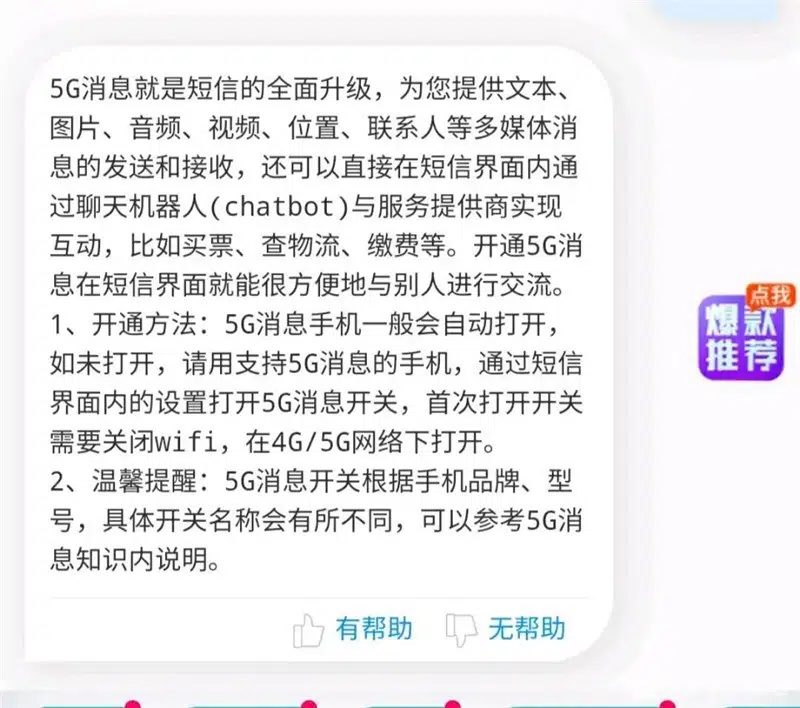 5G消息就是短信的全面升级，为您提供文本、
图片、音频、视频、位置、联系人等多媒体消
息的发送和接收，还可以直接在短信界面内通
过聊天机器人(chatbot)与服务提供商实现
互动，比如买票、查物流、缴费等。开通5G消
息在短信界面就能很方便地与别人进行交流。
1、开通方法：5G消息手机一般会自动打开，
如未打开，请用支持5G消息的手机，通过短信
界面内的设置打开5G消息开关，首次打开开关
需要关闭wifi，在4G/5G网络下打开。
2、温馨提醒：5G消息开关根据手机品牌、型
号，具体开关名称会有所不同，可以参考5G消
息知识内说明。
有帮助
无帮助
点我
爆款
推荐